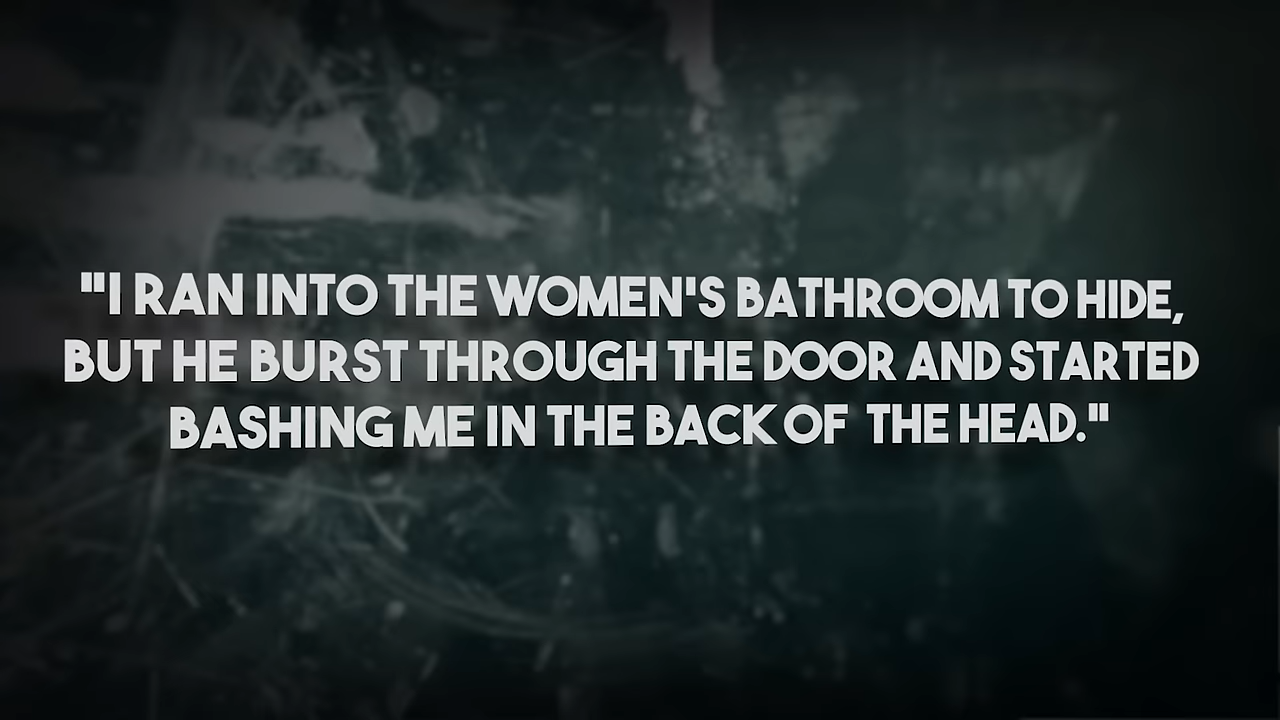 "I RAN INTO THE WOMEN'S BATHROOM TO HIDE,
BUT HE BURST THROUGH THE DOOR AND STARTED
BASHING ME IN THE BACK OF THE HEAD."